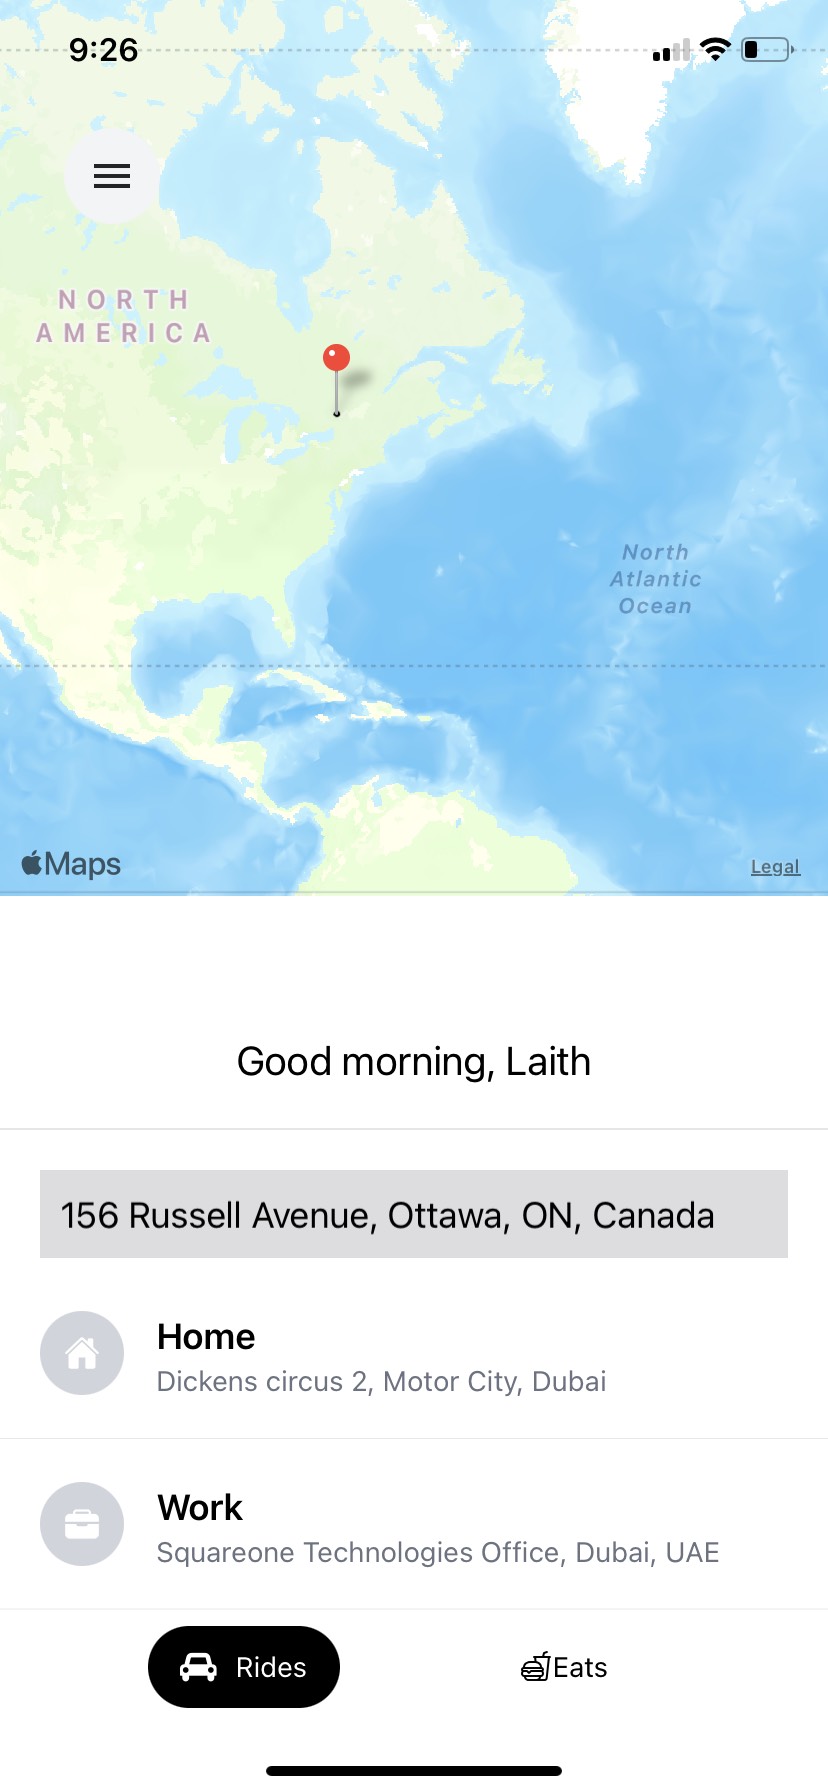 9:26
NORTH
AMERICA
North
Atlantic
Ocean
Maps
Legal
Good morning, Laith
156 Russell Avenue, Ottawa, ON, Canada
Home
Dickens circus 2, Motor City, Dubai
Work
Squareone Technologies Office, Dubai, UAE
Rides
Eats